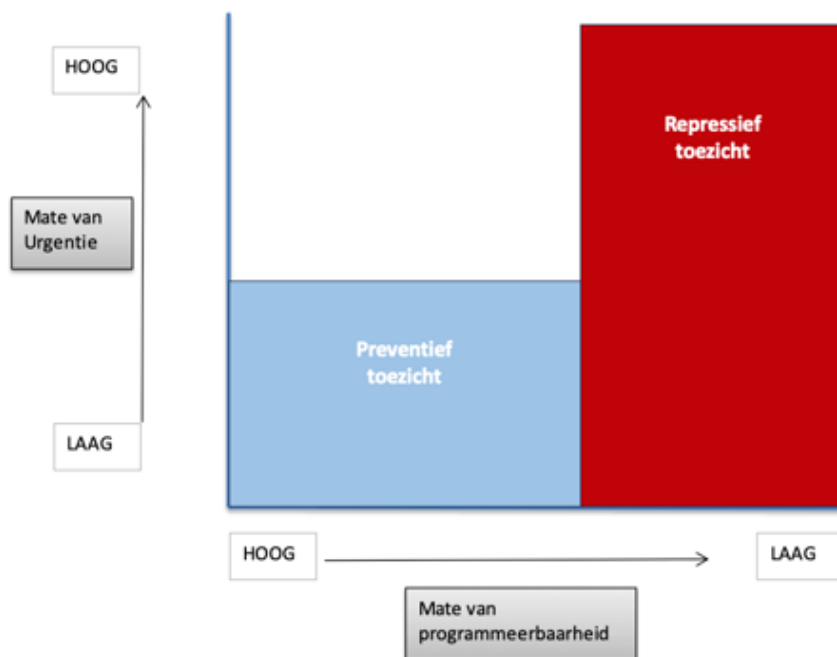 HOOG
Repressief
toezicht
Mate van
Urgentie
Preventief
toezicht
LAAG
HOOG
LAAG
Mate van
programmeerbaarheid